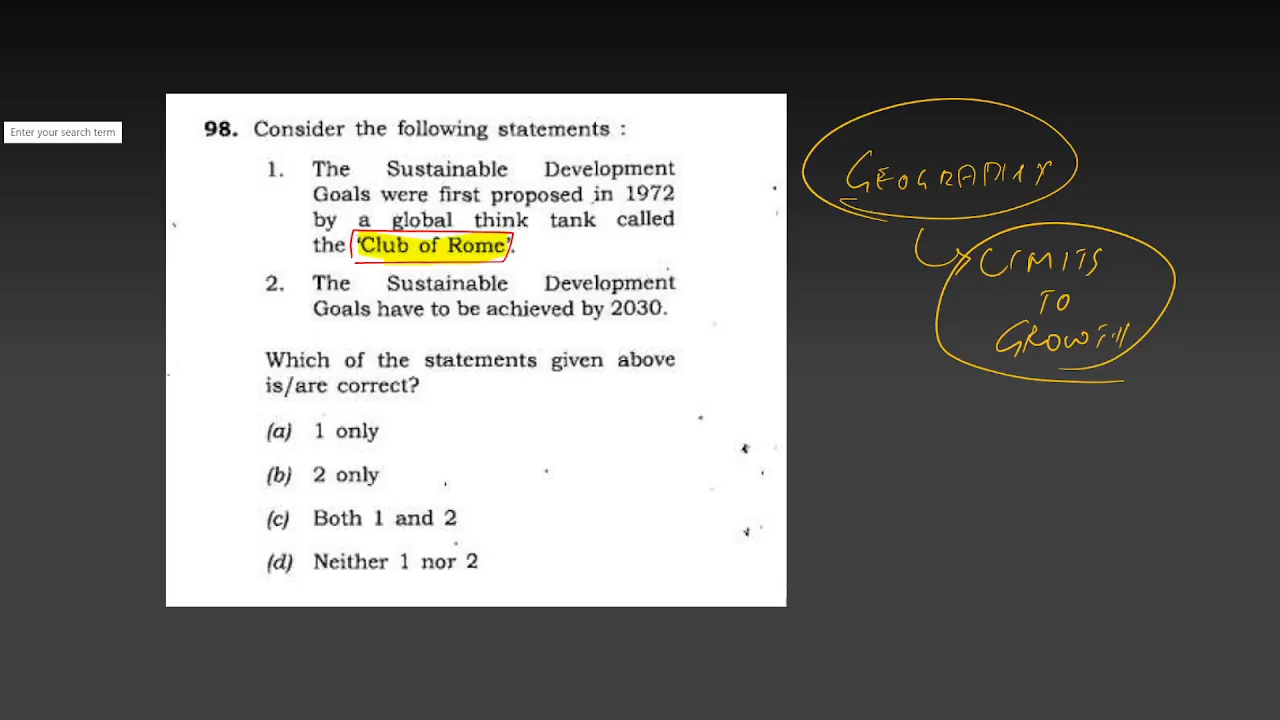 Enter your search term
98. Consider the following statements :
1. The Sustainable Development
Goals were first proposed in 1972
by a global think tank called
the 'Club of Rome'.
2. The Sustainable Development
Goals have to be achieved by 2030.
Which of the statements given above
is/are correct?
(a) 1 only
(b) 2 only
(c) Both 1 and 2
(d) Neither 1 nor 2
GEOGRAPHY
LIMITS
TO
GROWTH